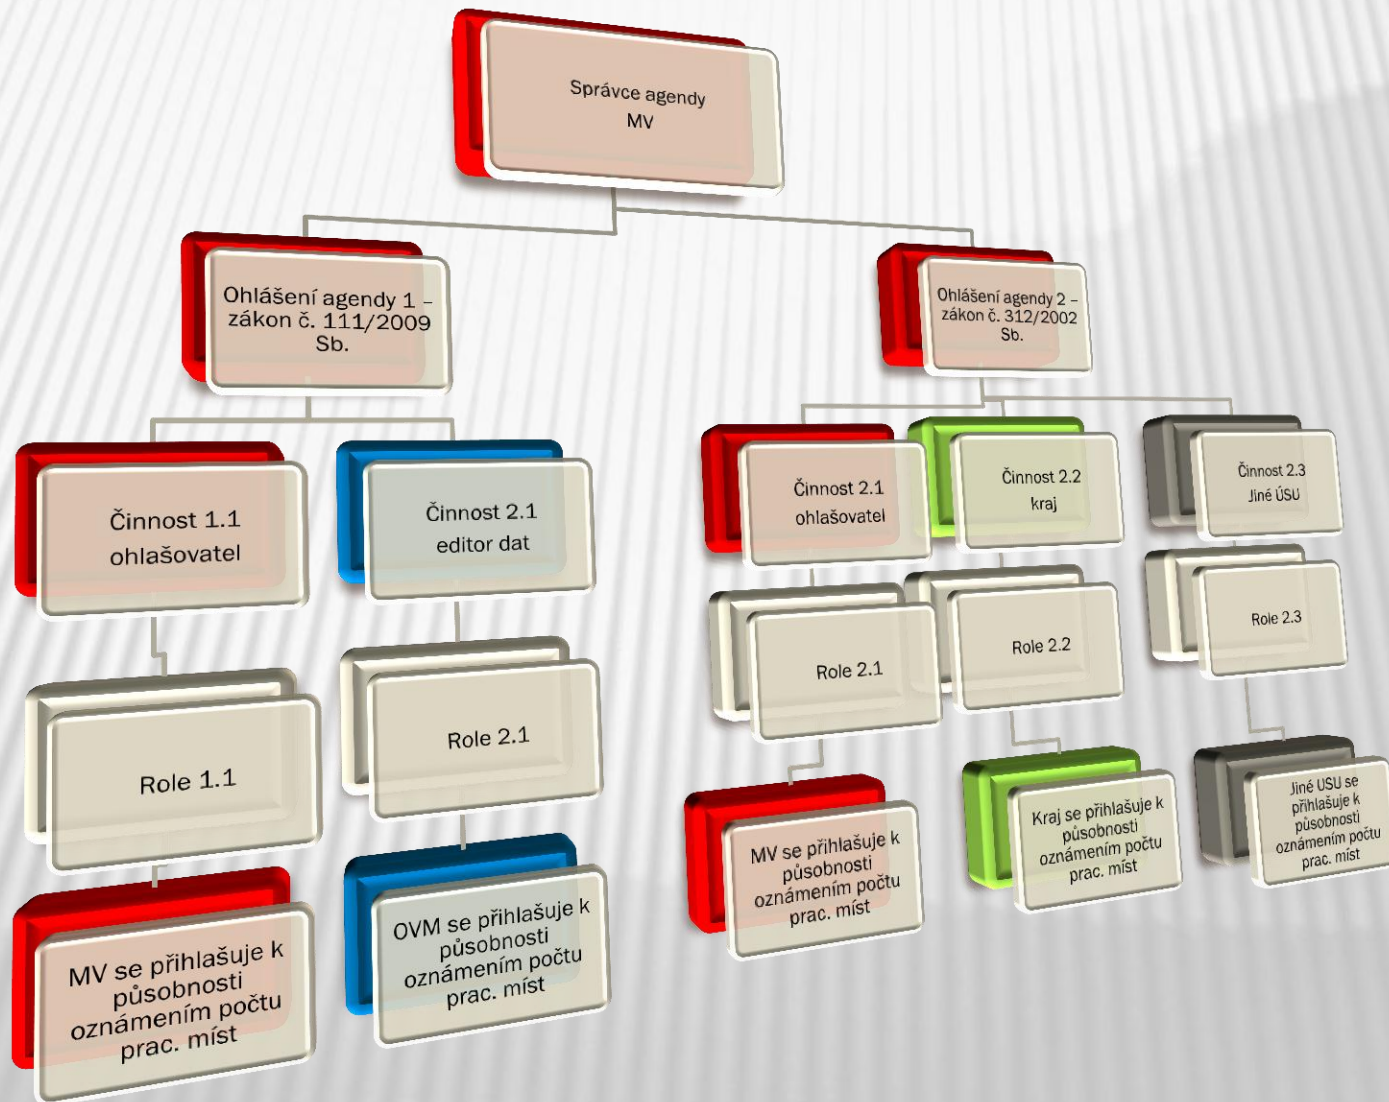 Správce agendy
MV
Ohlášení agendy 1 –
zákon č. 111/2009
Sb.
Ohlášení agendy 2 –
zákon č. 312/2002
Sb.
Činnost 1.1
ohlašovatel
Činnost 2.1
editor dat
Činnost 2.1
ohlašovatel
Činnost 2.2
kraj
Činnost 2.3
Jiné ÚSU
Role 1.1
Role 2.1
Role 2.1
Role 2.2
Role 2.3
MV se přihlašuje k
působnosti
oznámením počtu
prac. míst
OVM se přihlašuje k
působnosti
oznámením počtu
prac. míst
MV se přihlašuje k
působnosti
oznámením počtu
prac. míst
Kraj se přihlašuje k
působnosti
oznámením počtu
prac. míst
Jiné USU se
přihlašuje k
působnosti
oznámením počtu
prac. míst